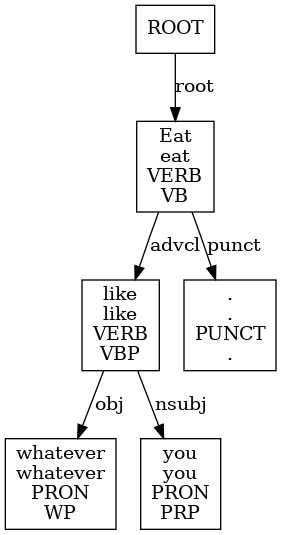 ROOT
root
Eat
eat
VERB
VB
advcl
punct
like
like
VERB
VBP
.
.
PUNCT
.
obj
nsubj
whatever
whatever
PRON
WP
you
you
PRON
PRP